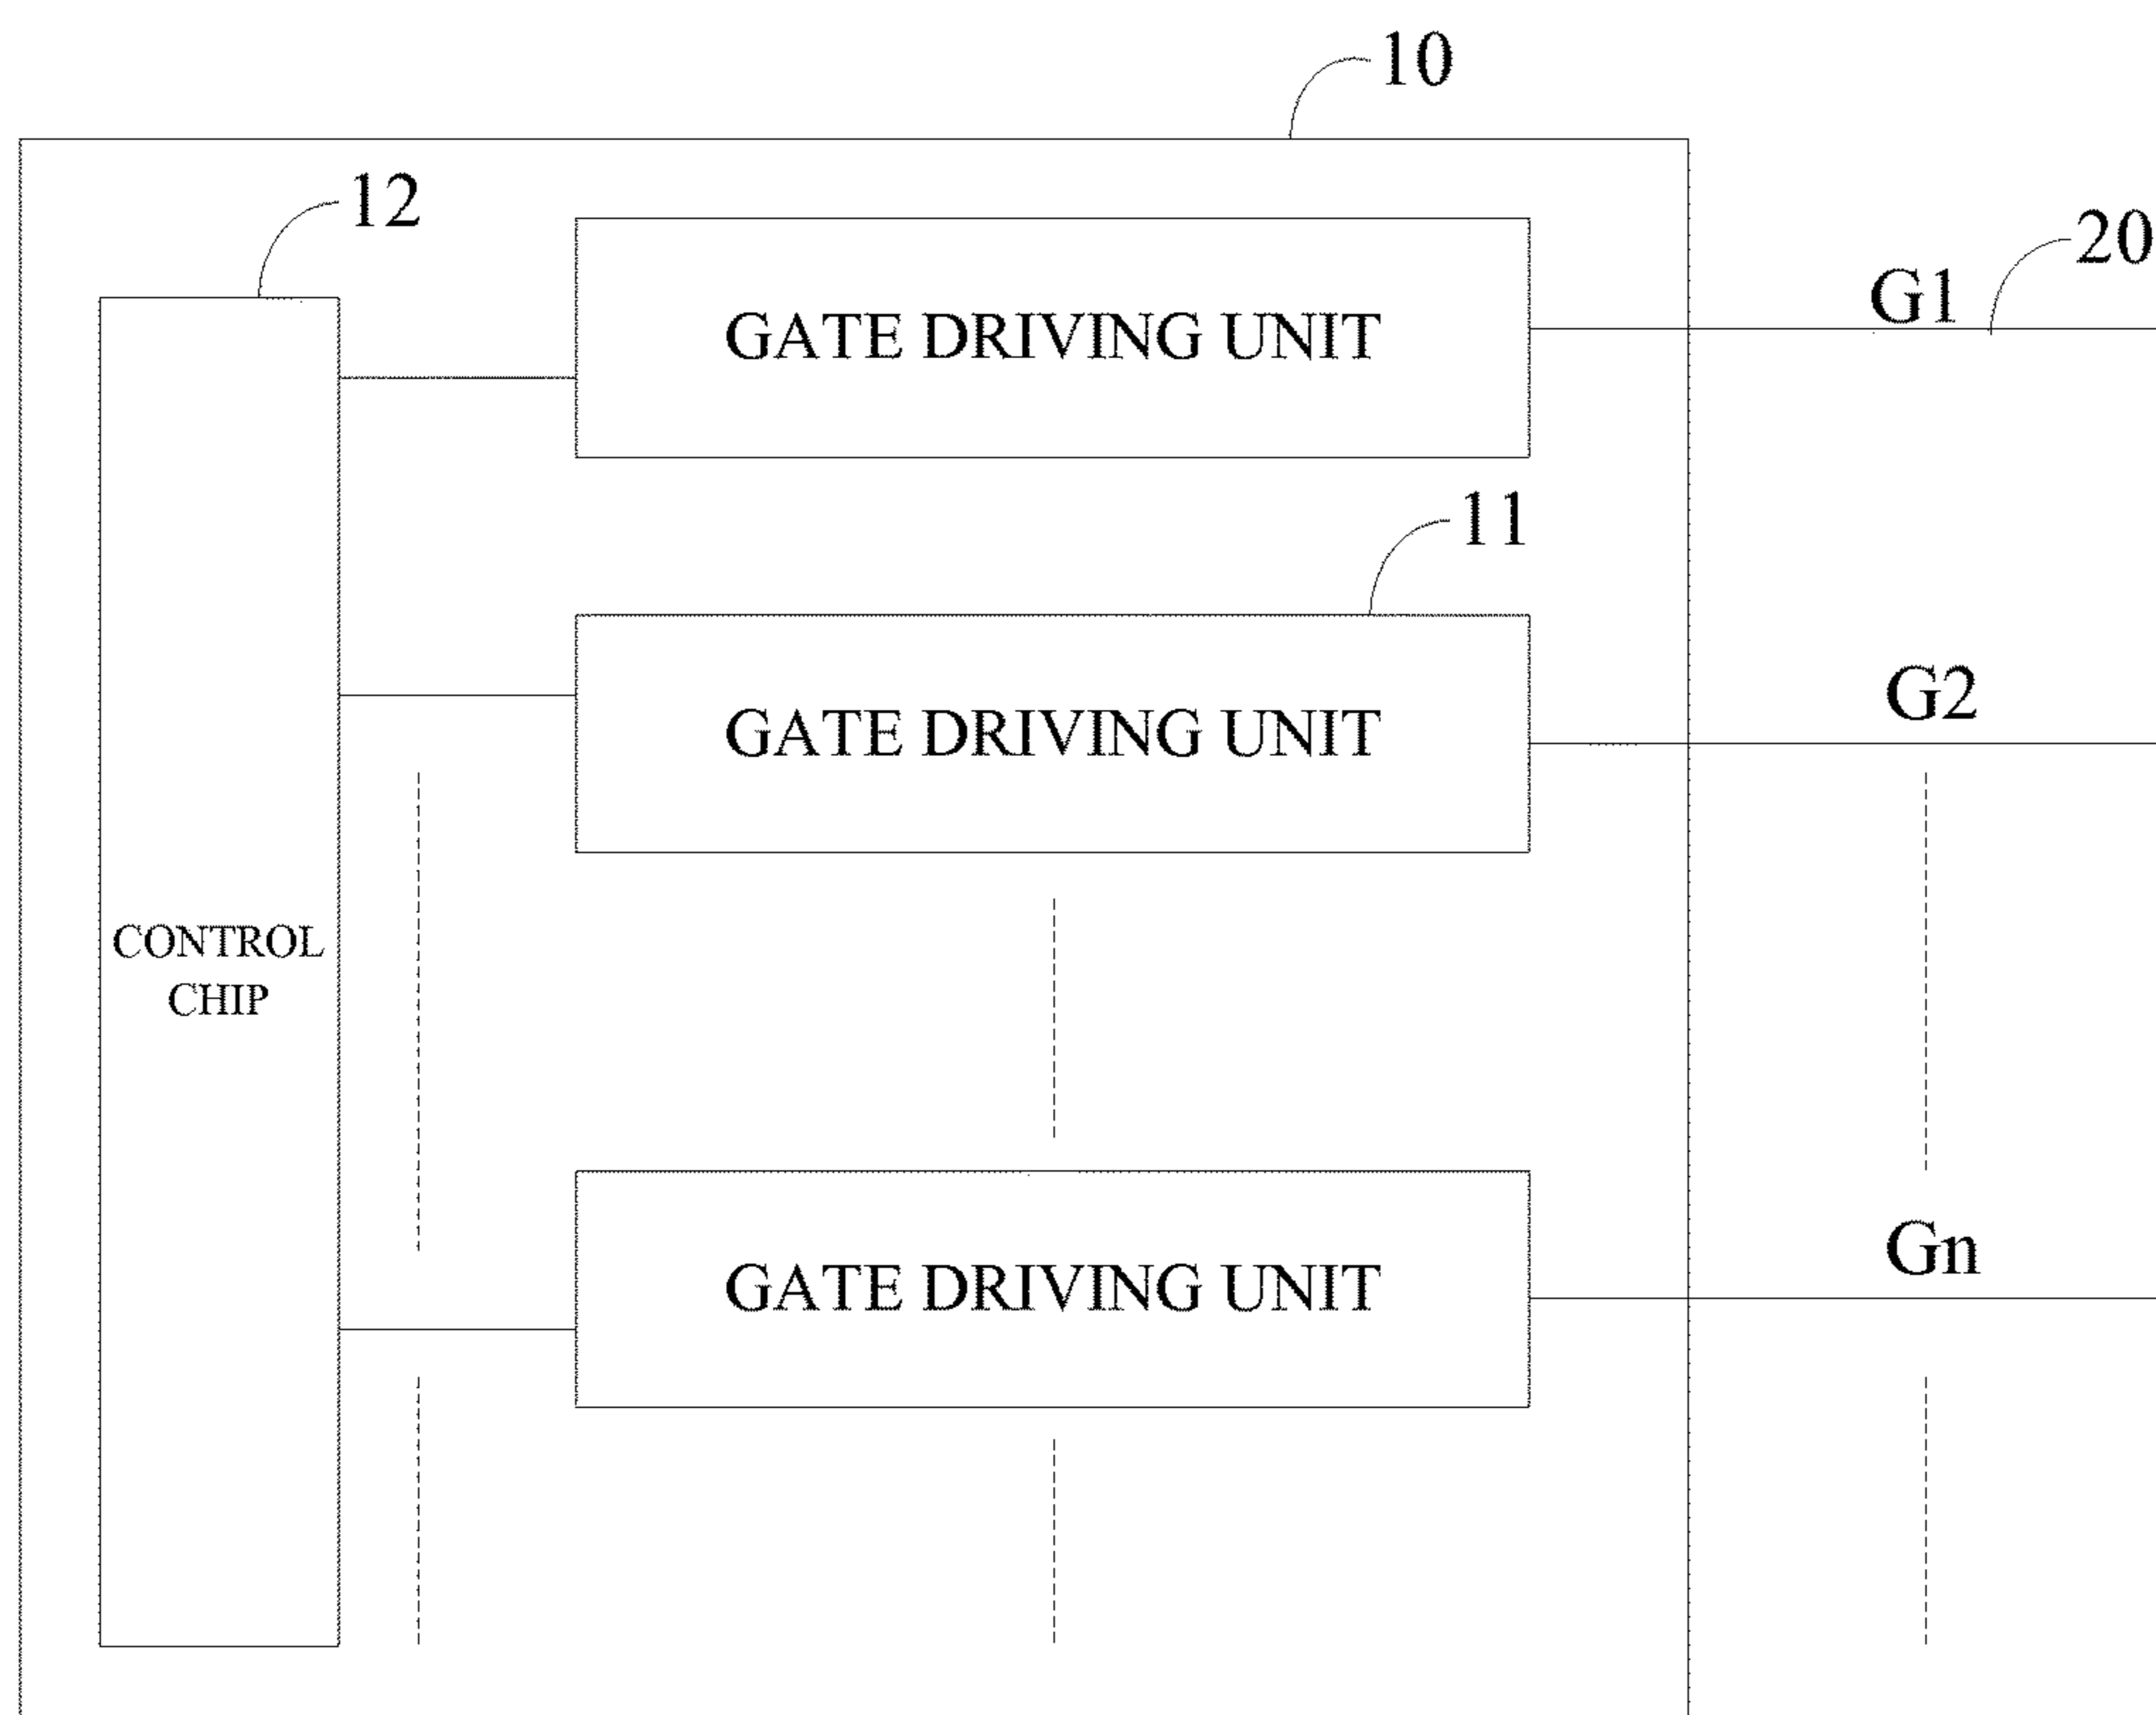 10
12
20
GATE DRIVING UNIT
G1
11
GATE DRIVING UNIT
G2
CONTROL
CHIP
GATE DRIVING UNIT
Gn